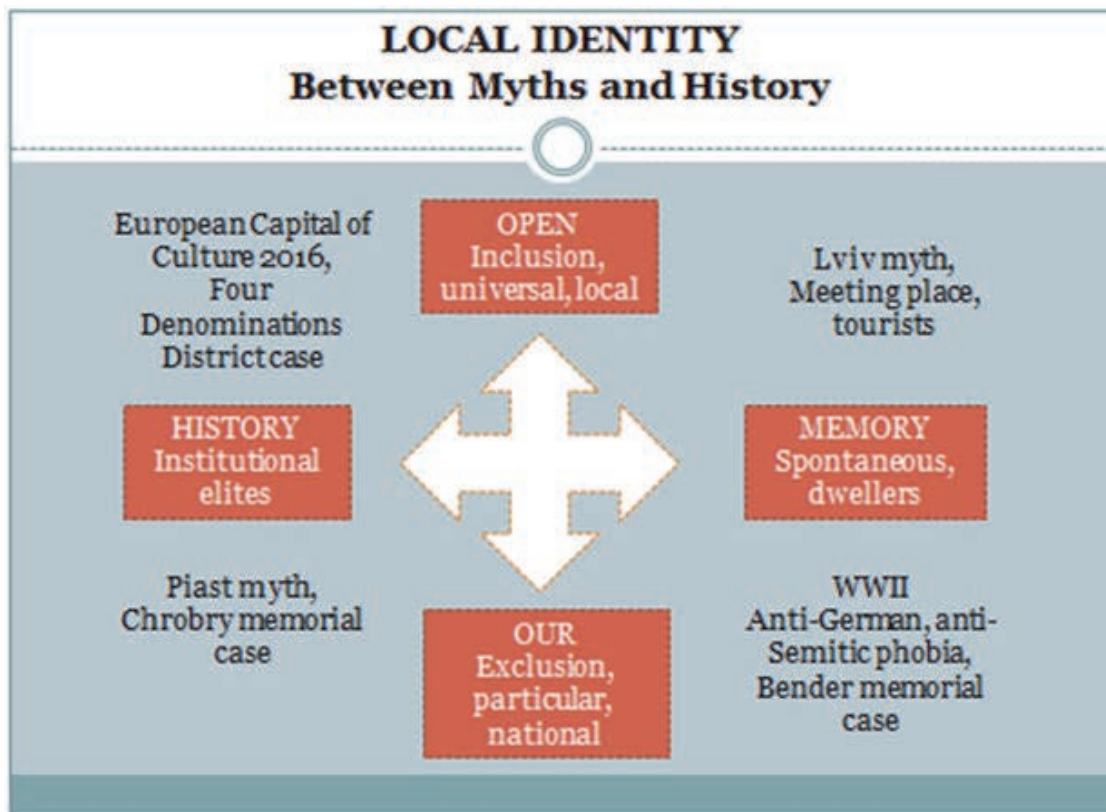 LOCAL IDENTITY
Between Myths and History
European Capital of
Culture 2016,
Four
Denominations
District case
OPEN
Inclusion,
universal, local
Lviv myth,
Meeting place,
tourists
HISTORY
Institutional
elites
MEMORY
Spontaneous,
dwellers
Piast myth,
Chrobry memorial
case
OUR
Exclusion,
particular,
national
WWII
Anti-German, anti-
Semitic phobia,
Bender memorial
case